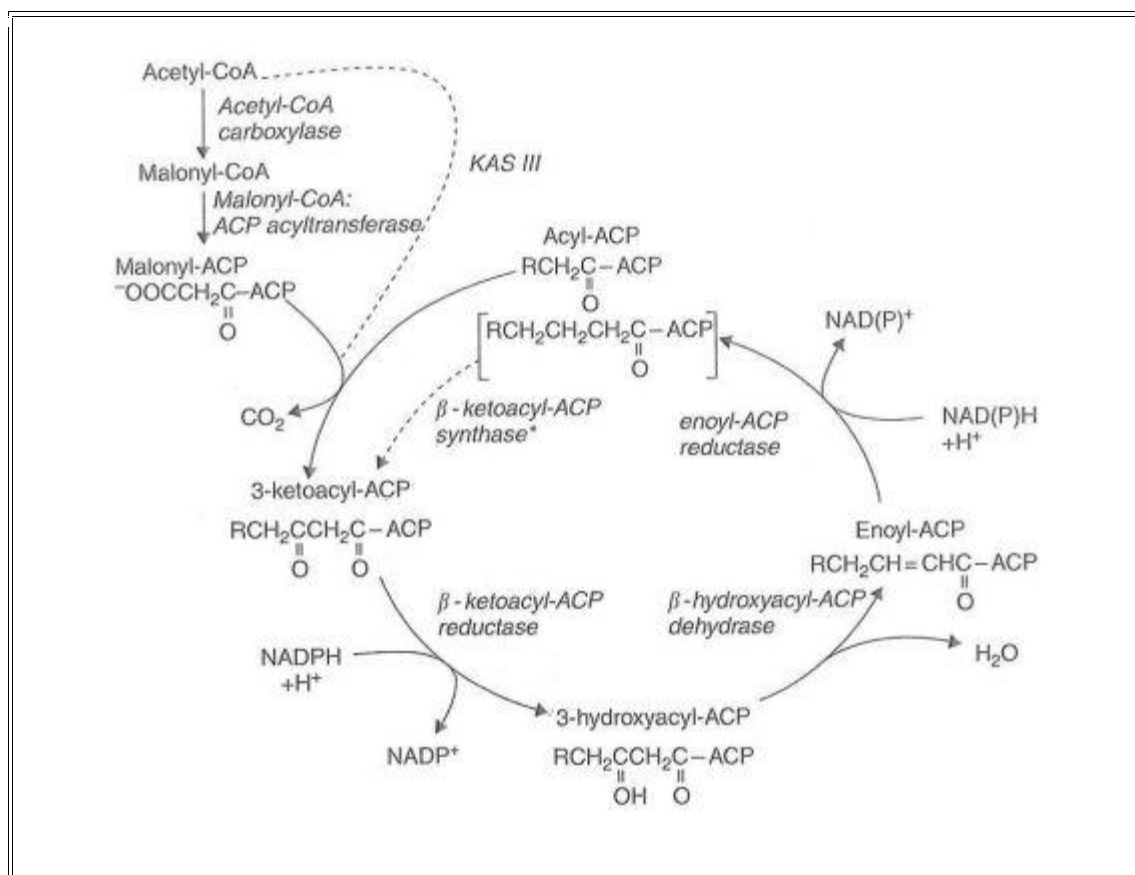 Acetyl-CoA
Acetyl-CoA
carboxylase
Malonyl-CoA
Malonyl-CoA:
ACP acyltransferase
KAS III
Malonyl-ACP
⁻OOCCH₂C–ACP
O
CO₂
Acyl-ACP
RCH₂C–ACP
O
RCH₂CH₂CH₂C–ACP
O
β-ketoacyl-ACP
synthase*
enoyl-ACP
reductase
NAD(P)⁺
NAD(P)H
+H⁺
3-ketoacyl-ACP
RCH₂CCH₂C–ACP
O O
Enoyl-ACP
RCH₂CH=CHC–ACP
O
β-ketoacyl-ACP
reductase
β-hydroxyacyl-ACP
dehydrase
NADPH
+H⁺
NADP⁺
H₂O
3-hydroxyacyl-ACP
RCH₂CCH₂C–ACP
OH O